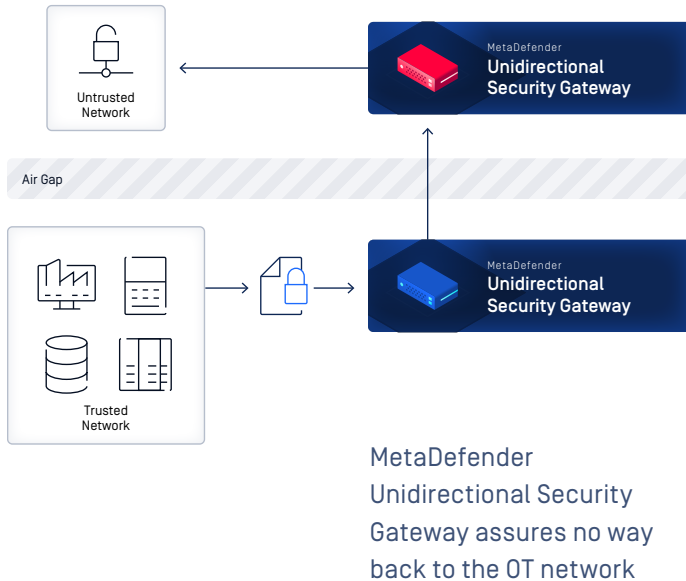 MetaDefender
Unidirectional
Security Gateway
Untrusted
Network
Air Gap
MetaDefender
Unidirectional
Security Gateway
Trusted
Network
MetaDefender
Unidirectional Security
Gateway assures no way
back to the OT network